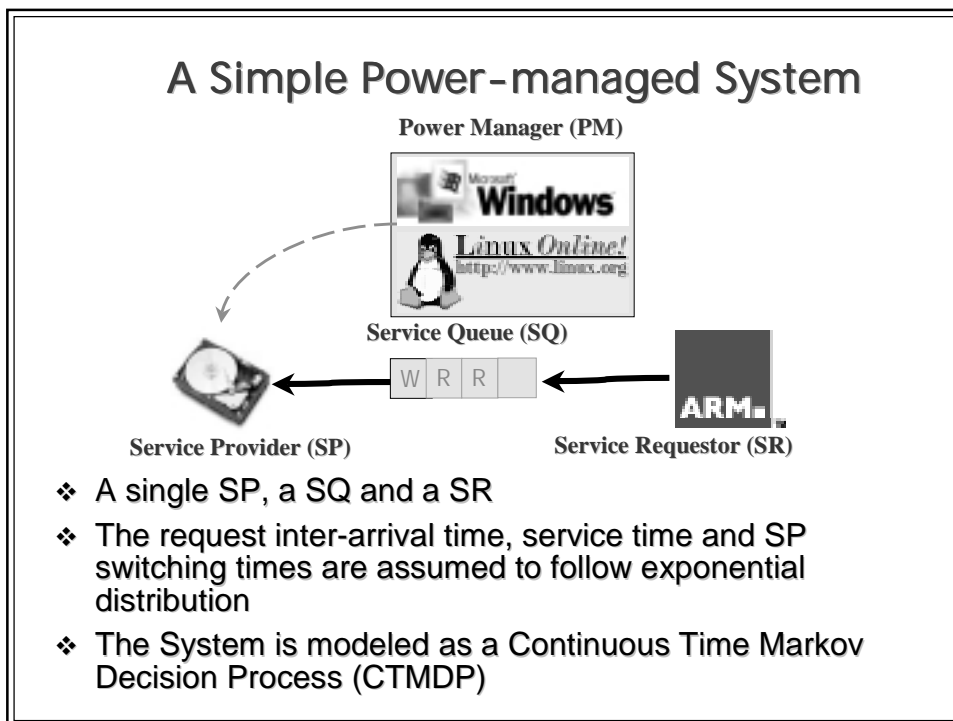 A Simple Power-managed System
Power Manager (PM)
Microsoft
Windows
Linux Online!
http://www.linux.org
Service Queue (SQ)
W R R
ARM
Service Provider (SP)
Service Requestor (SR)
❖ A single SP, a SQ and a SR
❖ The request inter-arrival time, service time and SP
switching times are assumed to follow exponential
distribution
❖ The System is modeled as a Continuous Time Markov
Decision Process (CTMDP)